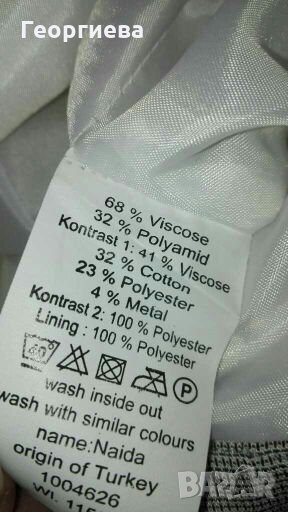 Георгиева
68 % Viscose
32 % Polyamid
Kontrast 1: 41 % Viscose
32 % Cotton
23 % Polyester
4 % Metal
Kontrast 2: 100 % Polyester
Lining : 100 % Polyester
P
wash inside out
wash with similar colours
name:Naida
origin of Turkey
1004626
BAZAR